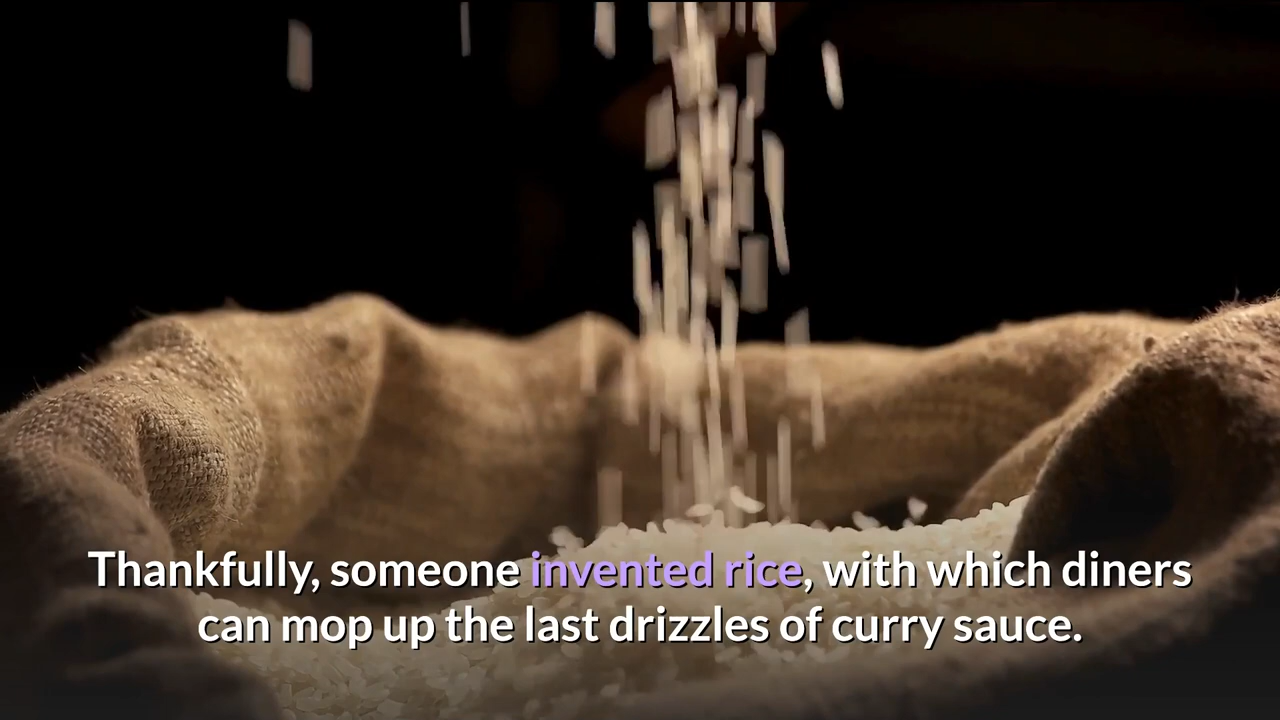 Thankfully, someone invented rice, with which diners
can mop up the last drizzles of curry sauce.